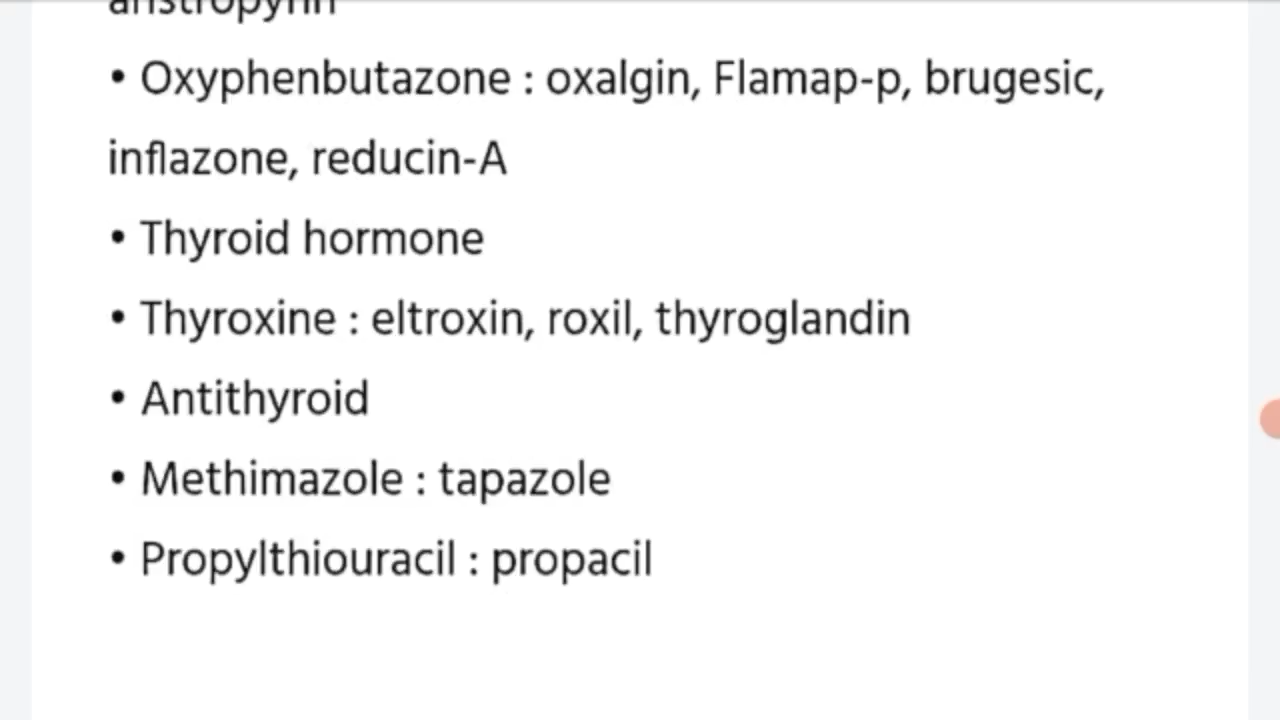 • Oxyphenbutazone : oxalgin, Flamap-p, brugesic,
inflazone, reducin-A
• Thyroid hormone
• Thyroxine : eltroxin, roxil, thyroglandin
• Antithyroid
• Methimazole : tapazole
• Propylthiouracil : propacil